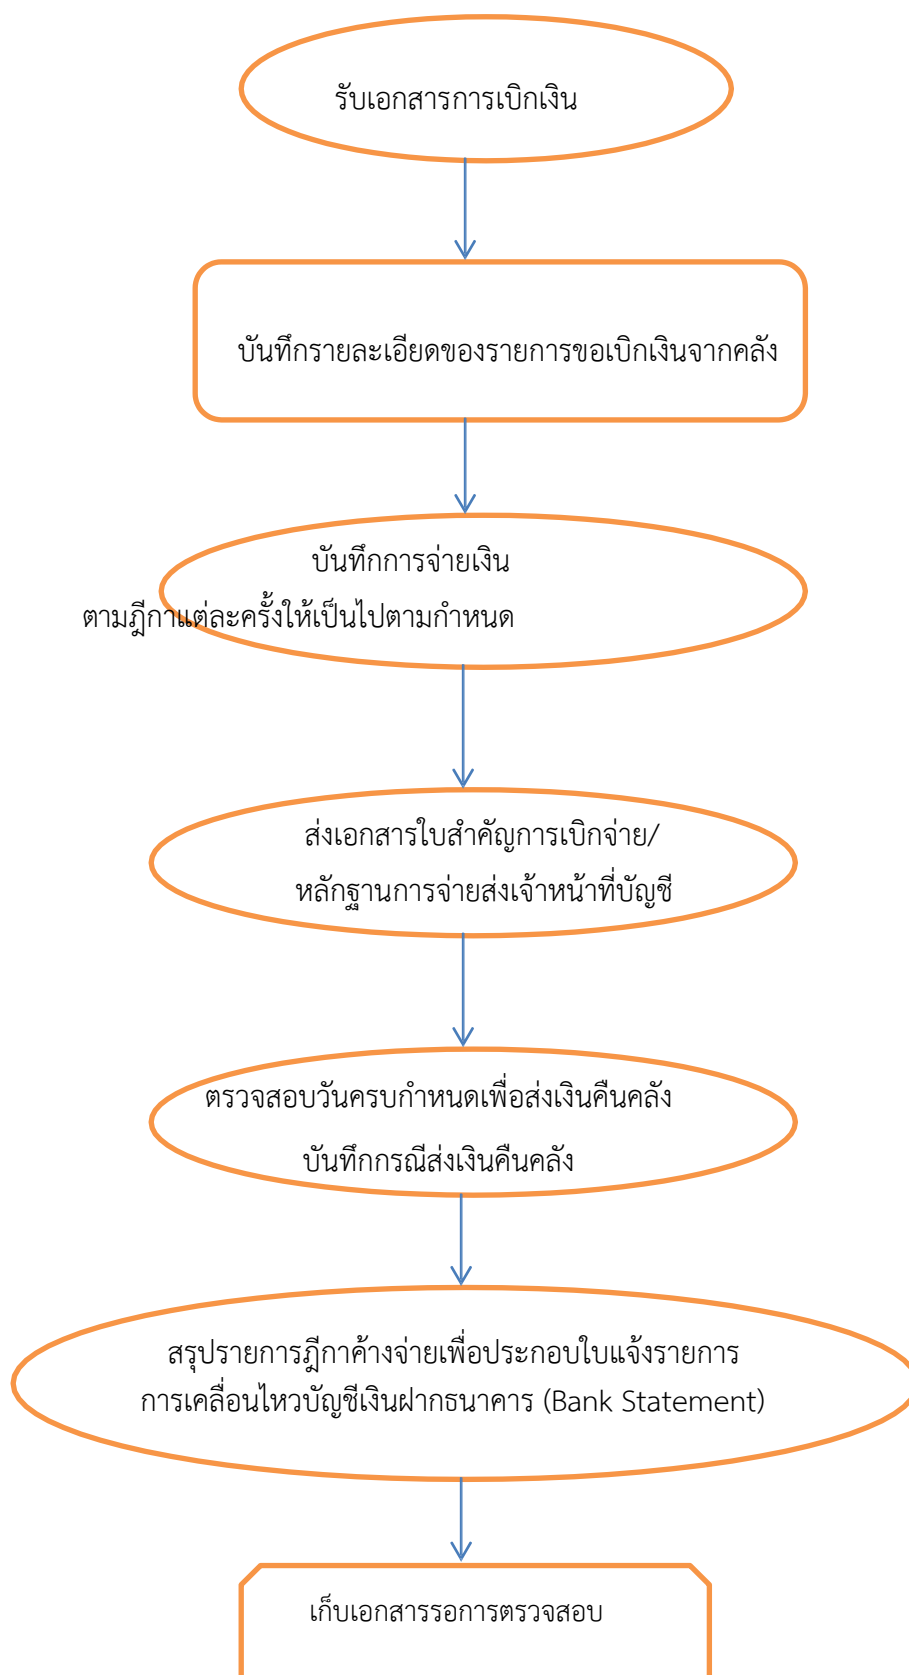 รับเอกสารการเบิกเงิน
บันทึกรายละเอียดของรายการขอเบิกเงินจากคลัง
บันทึกการจ่ายเงิน
ตามฎีกาแต่ละครั้งให้เป็นไปตามกำหนด
ส่งเอกสารใบสำคัญการเบิกจ่าย/
หลักฐานการจ่ายส่งเจ้าหน้าที่บัญชี
ตรวจสอบวันครบกำหนดเพื่อส่งเงินคืนคลัง
บันทึกกรณีส่งเงินคืนคลัง
สรุปรายการฎีกาค้างจ่ายเพื่อประกอบใบแจ้งรายการ
การเคลื่อนไหวบัญชีเงินฝากธนาคาร (Bank Statement)
เก็บเอกสารรอการตรวจสอบ